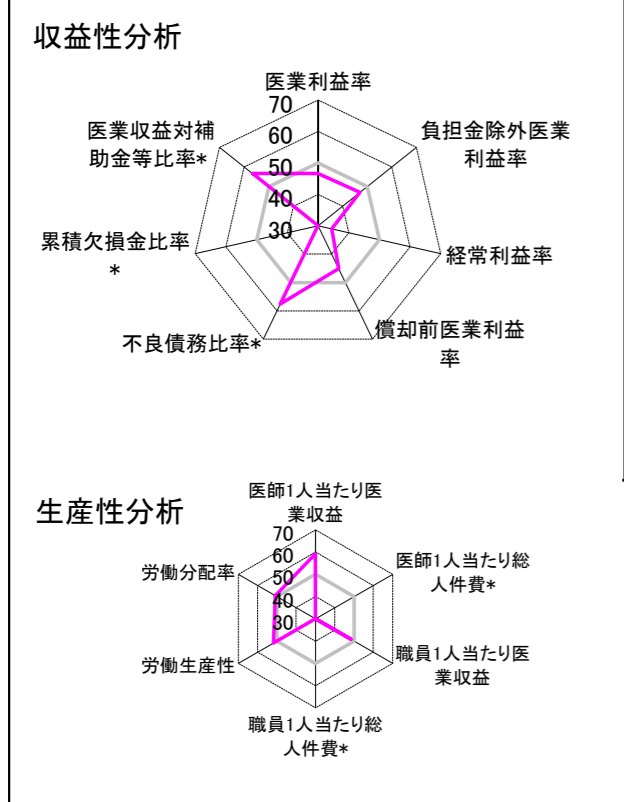 収益性分析
医業利益率
70
60
50
40
30
負担金除外医業
利益率
経常利益率
償却前医業利益
率
不良債務比率*
累積欠損金比率
*
医業収益対補
助金等比率*
生産性分析
医師1人当たり医
業収益
70
60
50
40
30
医師1人当たり総
人件費*
職員1人当たり医
業収益
職員1人当たり総
人件費*
労働生産性
労働分配率